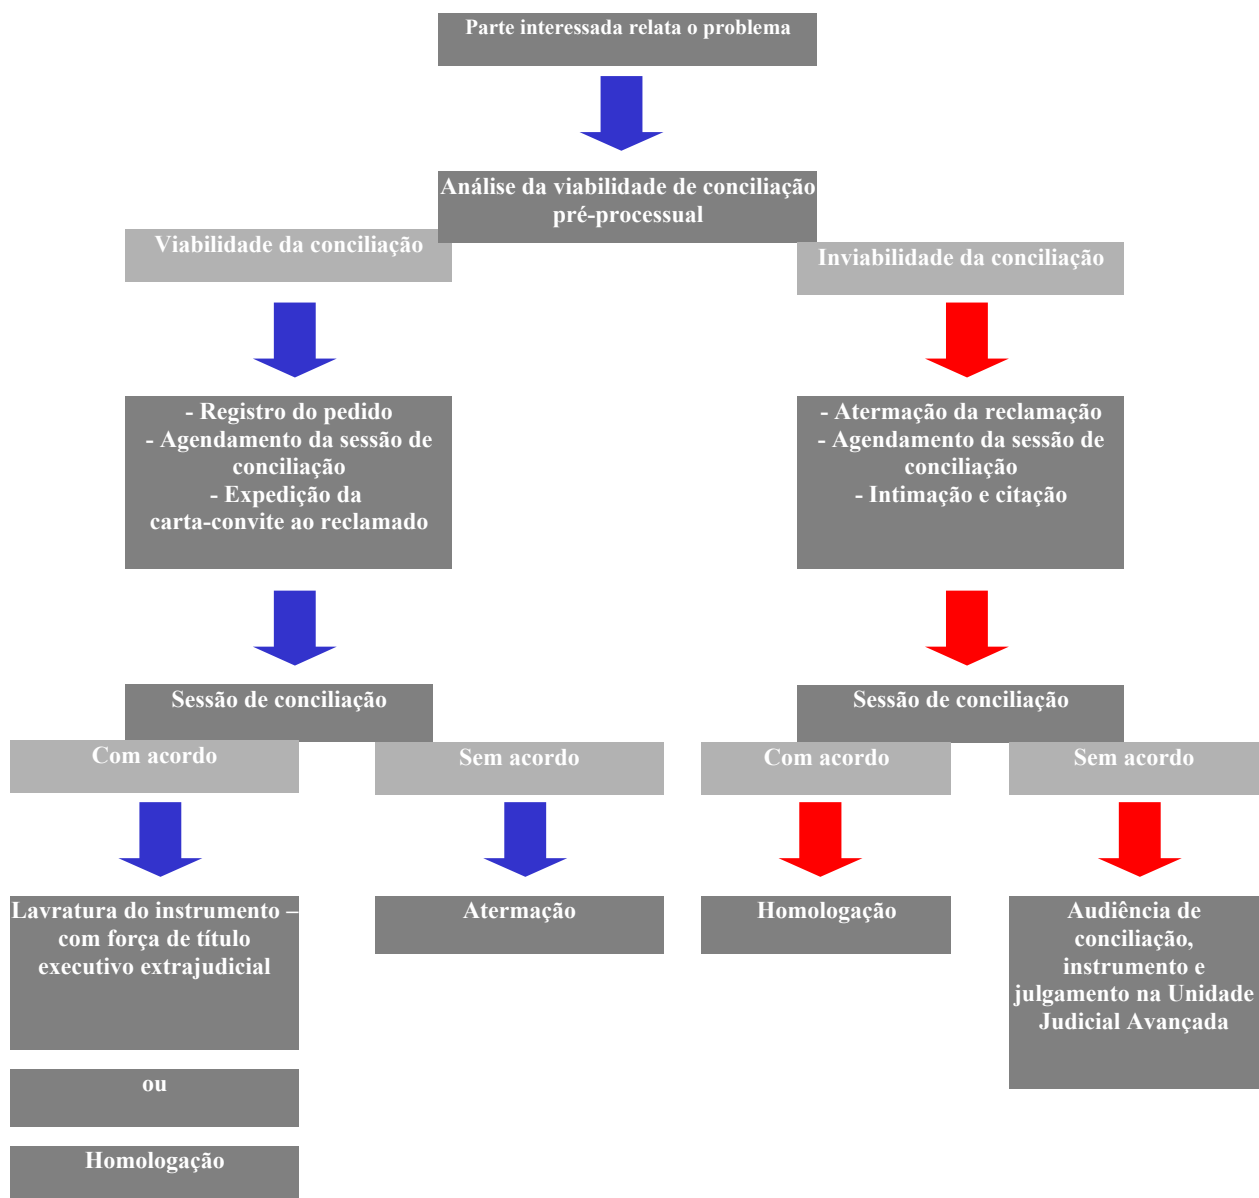 Parte interessada relata o problema
Análise da viabilidade de conciliação
pré-processual
Viabilidade da conciliação
Inviabilidade da conciliação
- Registro do pedido
- Agendamento da sessão de
conciliação
- Expedição da
carta-convite ao reclamado
- Atermação da reclamação
- Agendamento da sessão de
conciliação
- Intimação e citação
Sessão de conciliação
Sessão de conciliação
Com acordo
Sem acordo
Com acordo
Sem acordo
Lavratura do instrumento –
com força de título
executivo extrajudicial
Atermação
Homologação
Audiência de
conciliação,
instrumento e
julgamento na Unidade
Judicial Avançada
ou
Homologação